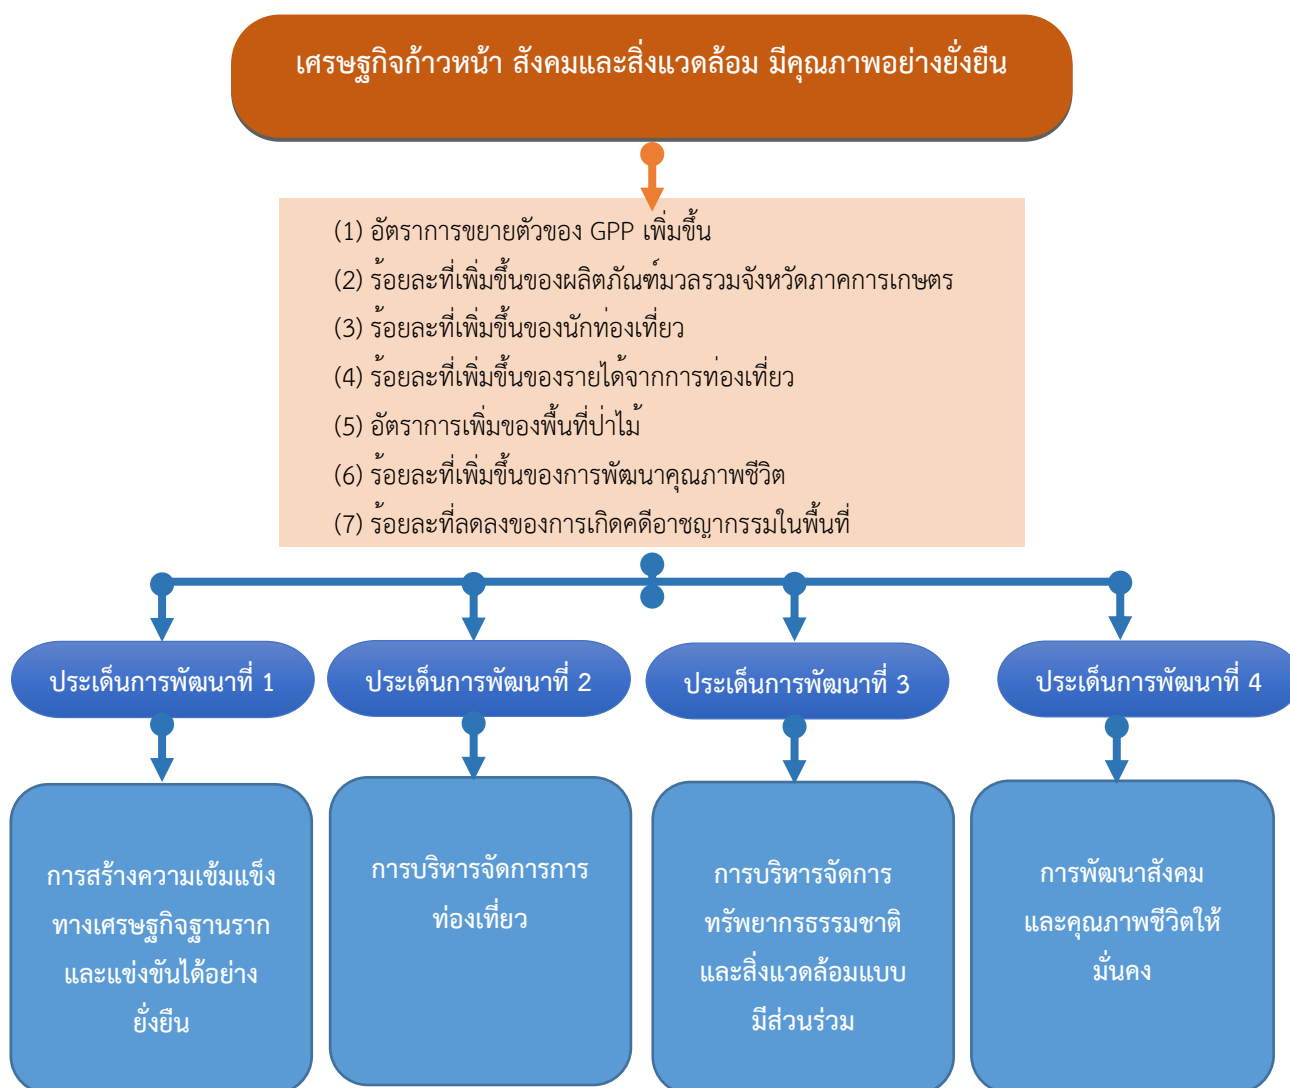 เศรษฐกิจก้าวหน้า สังคมและสิ่งแวดล้อม มีคุณภาพอย่างยั่งยืน
(1) อัตราการขยายตัวของ GPP เพิ่มขึ้น
(2) ร้อยละที่เพิ่มขึ้นของผลิตภัณฑ์มวลรวมจังหวัดภาคการเกษตร
(3) ร้อยละที่เพิ่มขึ้นของนักท่องเที่ยว
(4) ร้อยละที่เพิ่มขึ้นของรายได้จากการท่องเที่ยว
(5) อัตราการเพิ่มของพื้นที่ป่าไม้
(6) ร้อยละที่เพิ่มขึ้นของการพัฒนาคุณภาพชีวิต
(7) ร้อยละที่ลดลงของการเกิดคดีอาชญากรรมในพื้นที่
ประเด็นการพัฒนาที่ 1
ประเด็นการพัฒนาที่ 2
ประเด็นการพัฒนาที่ 3
ประเด็นการพัฒนาที่ 4
การสร้างความเข้มแข็ง
ทางเศรษฐกิจฐานราก
และแข่งขันได้อย่าง
ยั่งยืน
การบริหารจัดการการ
ท่องเที่ยว
การบริหารจัดการ
ทรัพยากรธรรมชาติ
และสิ่งแวดล้อมแบบ
มีส่วนร่วม
การพัฒนาสังคม
และคุณภาพชีวิตให้
มั่นคง